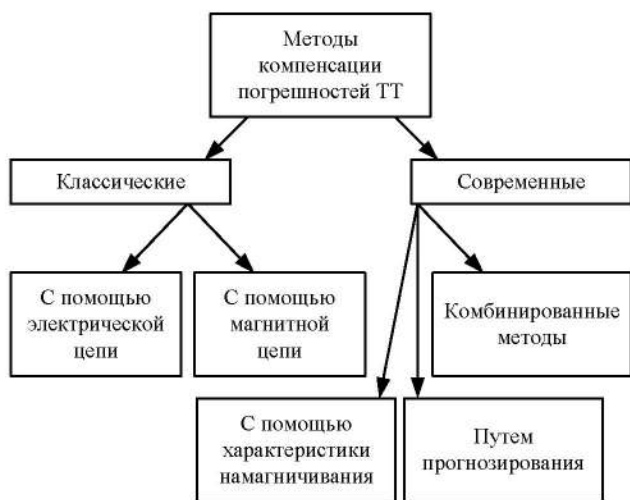 Методы
компенсации
погрешностей ТТ
Классические
Современные
С помощью
электрической
цепи
С помощью
магнитной
цепи
Комбинированные
методы
С помощью
характеристики
намагничивания
Путем
прогнозирования